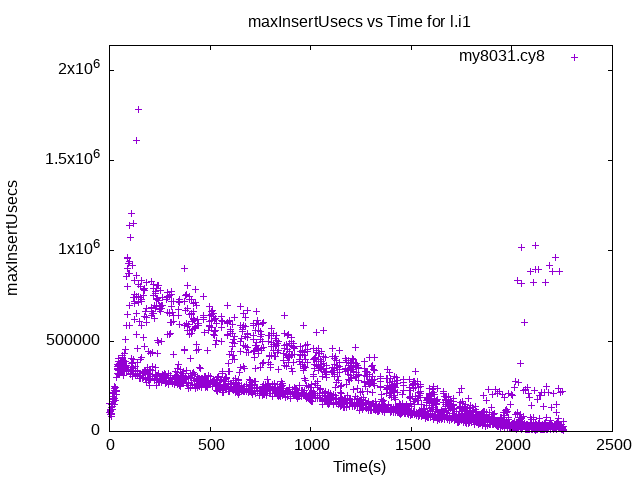 maxInsertUsecs vs Time for l.i1
my8031.cy8
2x10^6
1.5x10^6
1x10^6
500000
0
maxInsertUsecs
0 500 1000 1500 2000 2500
Time(s)